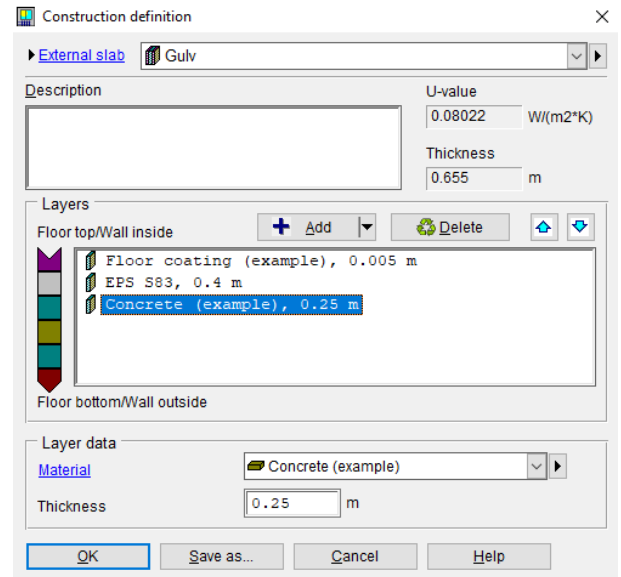 Construction definition
External slab Gulv
Description
U-value
0.08022 W/(m2*K)
Thickness
0.655 m
Layers
Floor top/Wall inside
Add
Delete
Floor coating (example), 0.005 m
EPS S83, 0.4 m
Concrete (example), 0.25 m
Floor bottom/Wall outside
Layer data
Material Concrete (example)
Thickness 0.25 m
OK Save as... Cancel Help